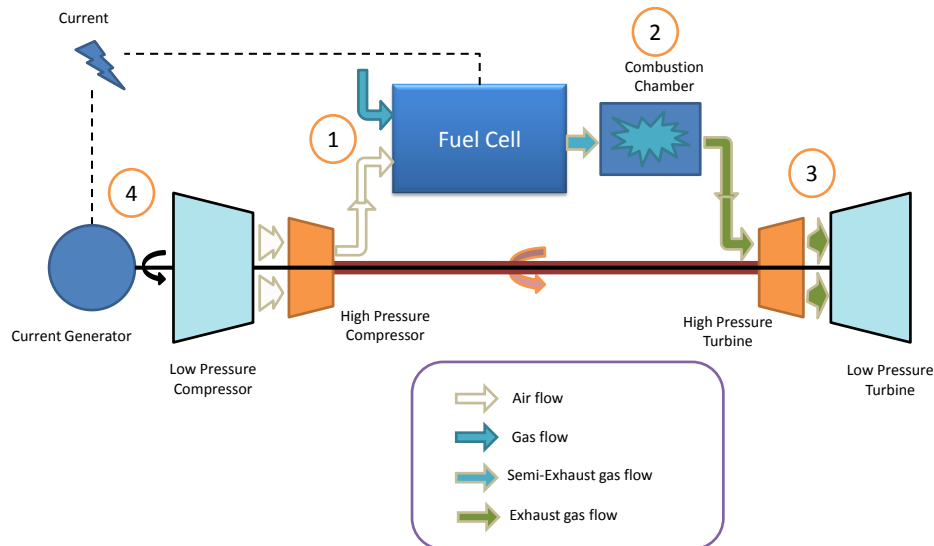 Current
2
Combustion
Chamber
1
Fuel Cell
3
4
Current Generator
High Pressure
Compressor
High Pressure
Turbine
Low Pressure
Compressor
Low Pressure
Turbine
Air flow
Gas flow
Semi-Exhaust gas flow
Exhaust gas flow